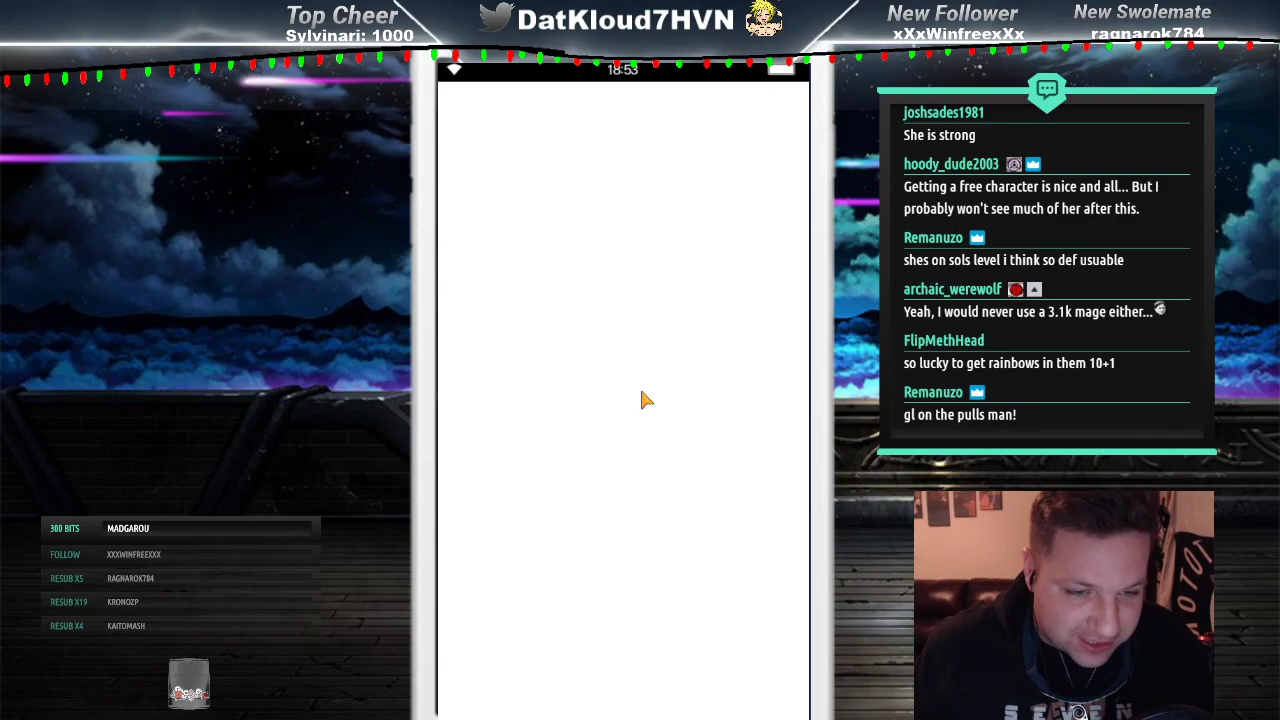 Top Cheer
Sylvinari: 1000
DatKloud7HVN
New Follower
xXxWinfreexXx
New Swolemate
ragnarok784
18:53
joshsades1981
She is strong
hoody_dude2003
Getting a free character is nice and all... But I
probably won't see much of her after this.
Remanuzo
shes on sols level i think so def usuable
archaic_werewolf
Yeah, I would never use a 3.1k mage either...
FlipMethHead
so lucky to get rainbows in them 10+1
Remanuzo
gl on the pulls man!
300 BITS MADGAROU
FOLLOW XXXWINFREEXXX
RESUB X5 RAGNAROK784
RESUB X19 KRONOZP
RESUB X4 KAITOMASH
SEVEN